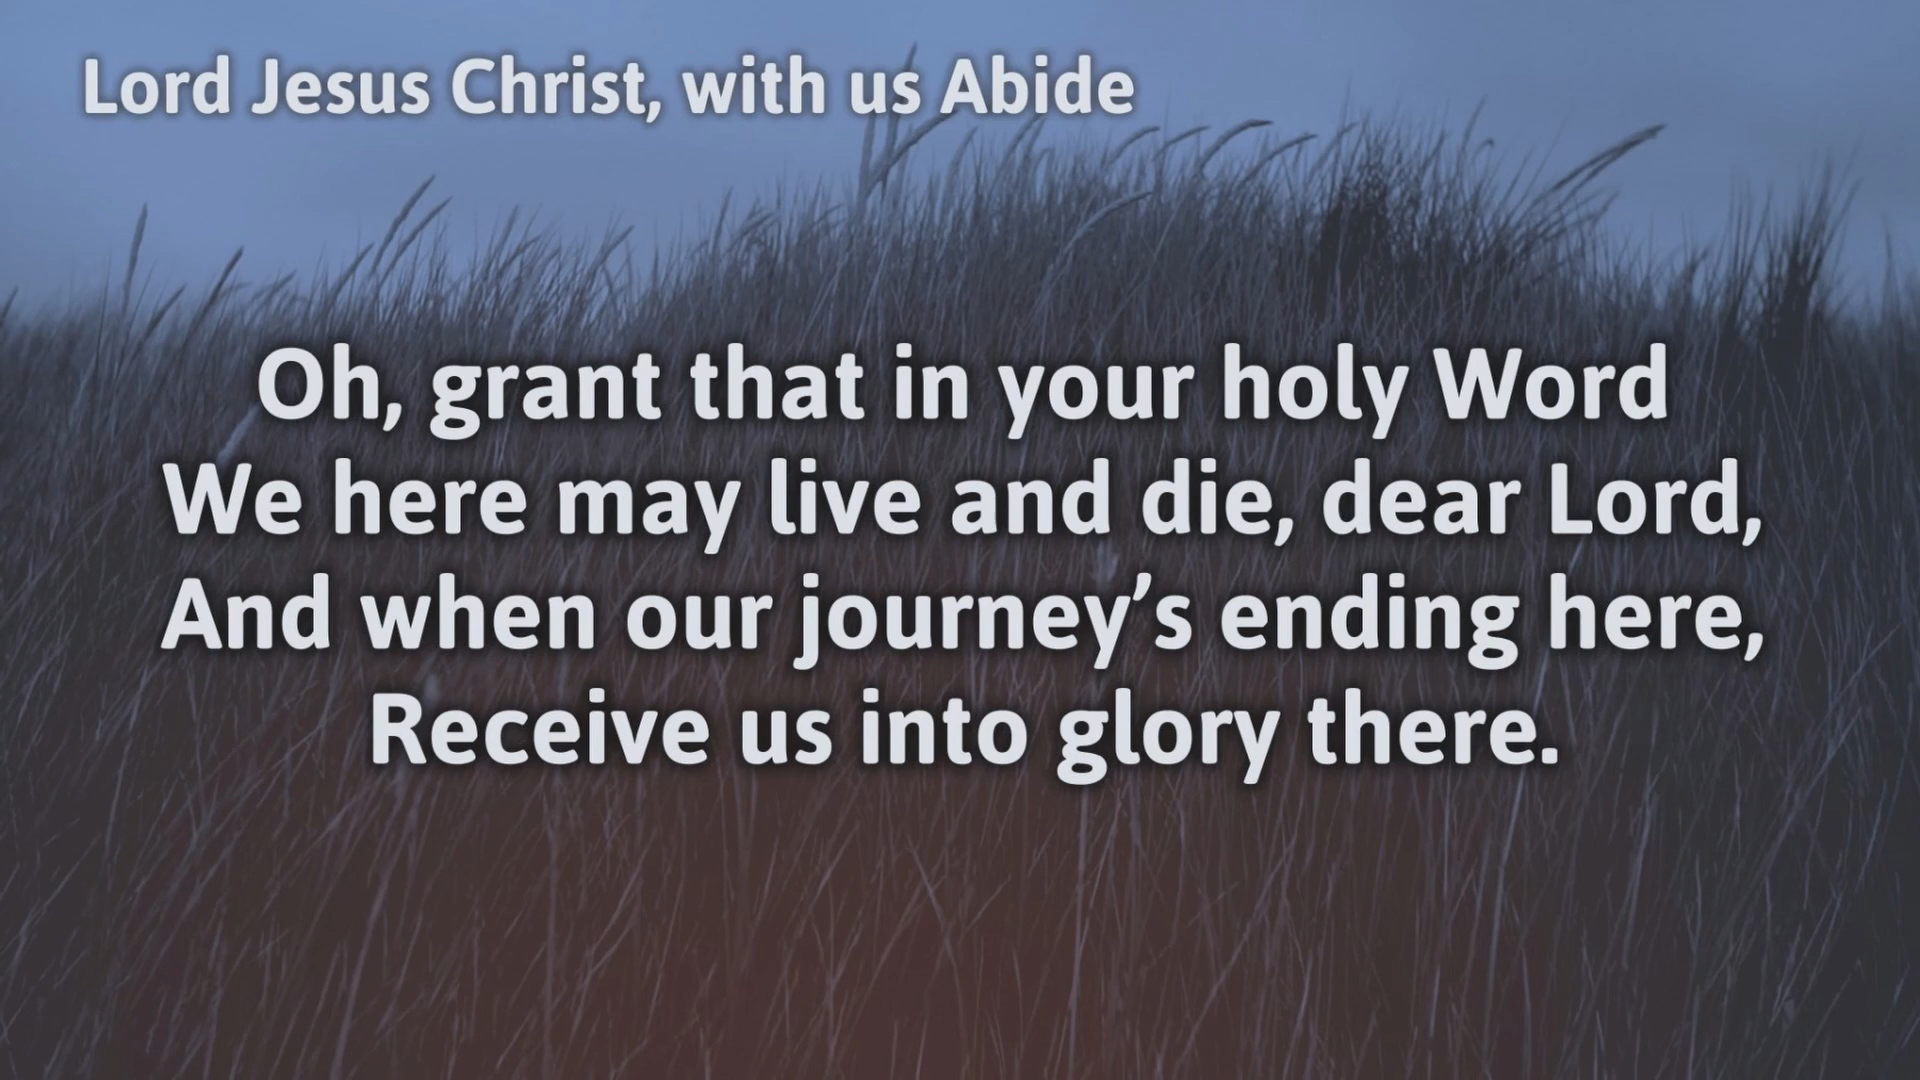 Lord Jesus Christ, with us Abide
Oh, grant that in your holy Word
We here may live and die, dear Lord,
And when our journey’s ending here,
Receive us into glory there.